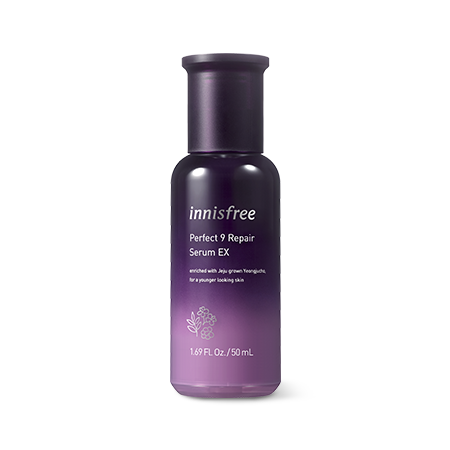 innisfree
Perfect 9 Repair
Serum EX
enriched with Jeju grown Yeongjucho,
for a younger looking skin
1.69 FL. Oz. / 50 mL